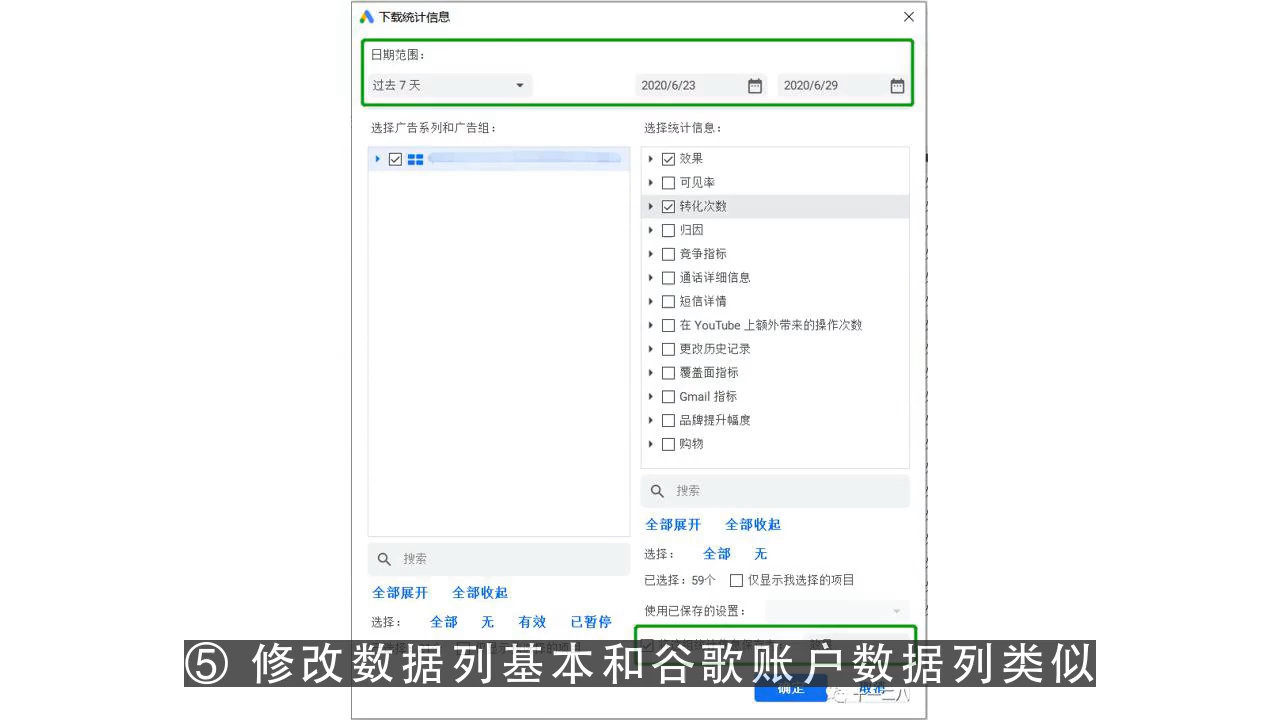 下载统计信息
日期范围:
过去 7 天
2020/6/23
2020/6/29
选择广告系列和广告组:
选择统计信息:
效果
可见率
转化次数
归因
竞争指标
通话详细信息
短信详情
在 YouTube 上额外带来的操作次数
更改历史记录
覆盖面指标
Gmail 指标
品牌提升幅度
购物
搜索
全部展开 全部收起
选择: 全部 无
已选择: 59个 仅显示我选择的项目
使用已保存的设置:
搜索
全部展开 全部收起
选择: 全部 无 有效 已暂停
⑤ 修改数据列基本和谷歌账户数据列类似
确定
取消
十一二八